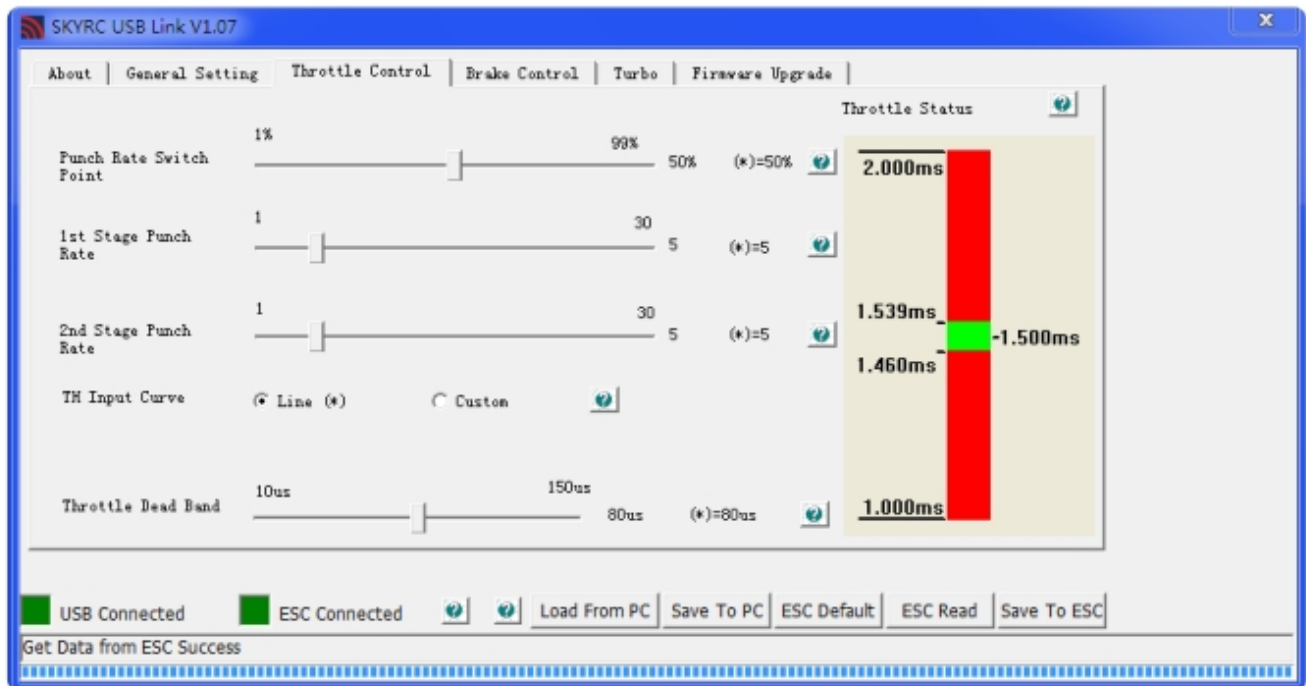 SKYRC USB Link V1.07
x
About
General Setting
Throttle Control
Brake Control
Turbo
Firmware Upgrade
Throttle Status
1%
99%
Punch Rate Switch
Point
50%
(*)=50%
1
30
1st Stage Punch
Rate
5
(*)=5
1
30
2nd Stage Punch
Rate
5
(*)=5
TH Input Curve
Line (*)
Custom
10us
150us
Throttle Dead Band
80us
(*)=80us
2.000ms
1.539ms
-1.500ms
1.460ms
1.000ms
USB Connected
ESC Connected
Load From PC
Save To PC
ESC Default
ESC Read
Save To ESC
Get Data from ESC Success